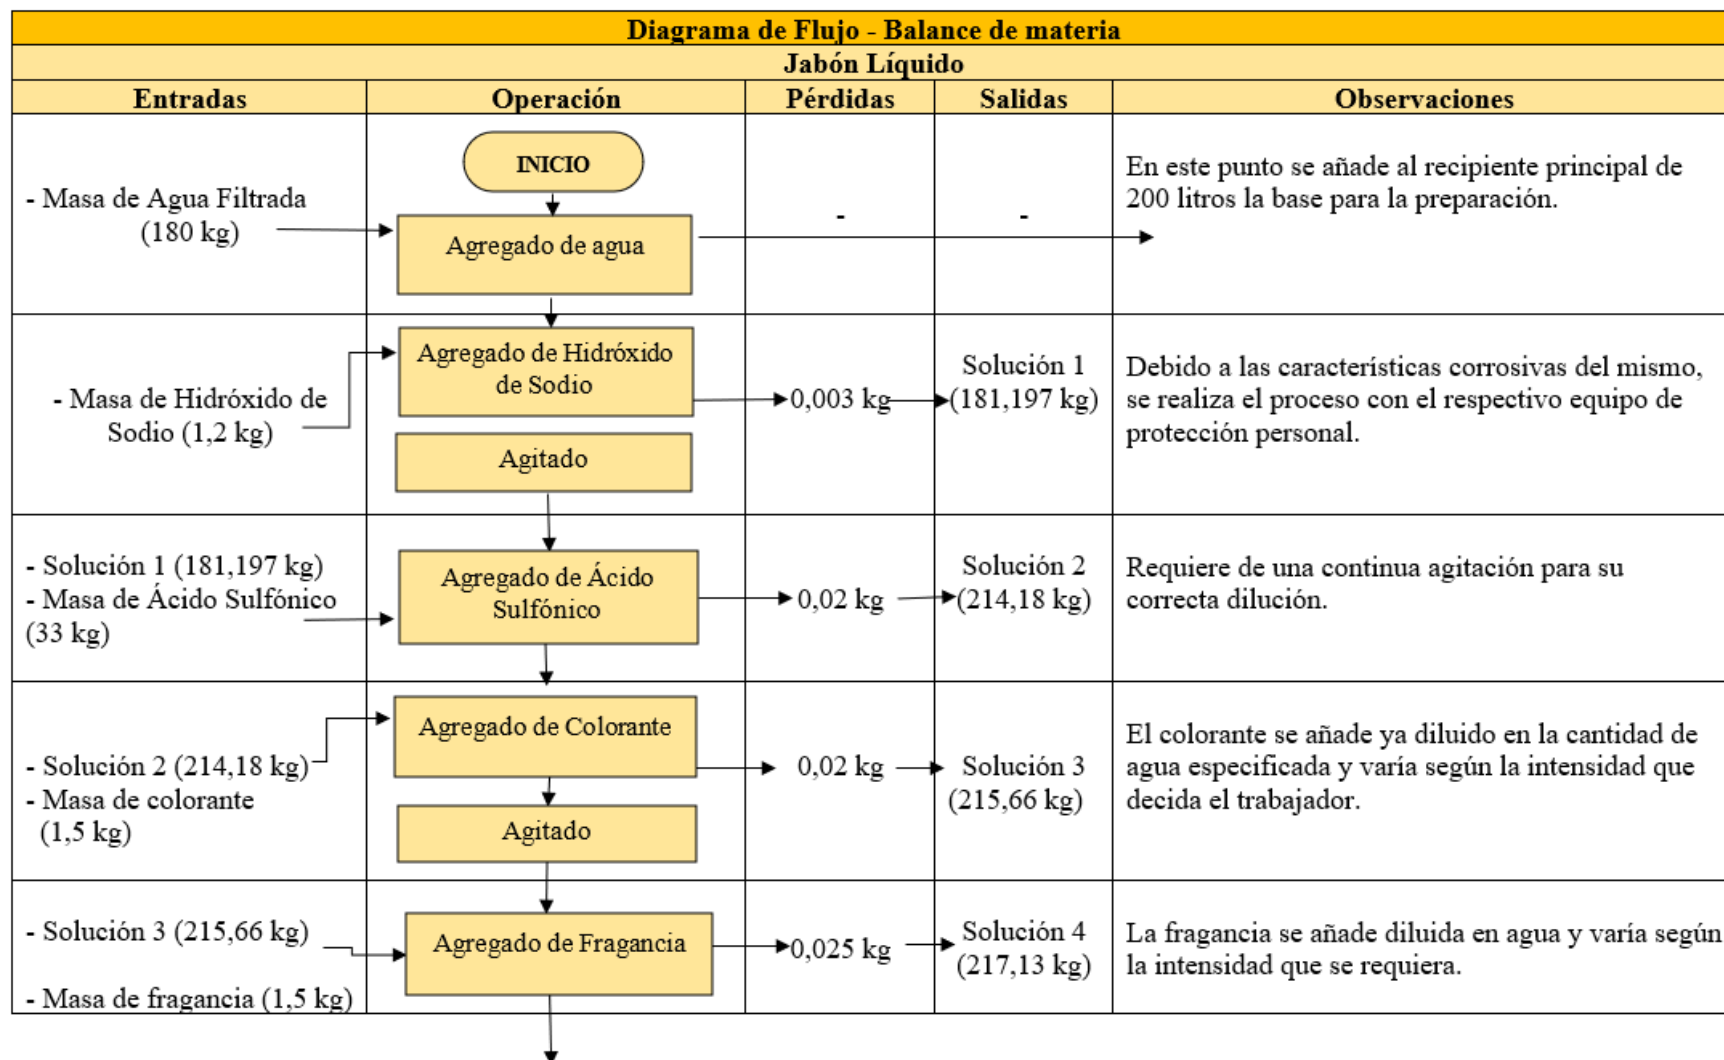 Diagrama de Flujo - Balance de materia
Jabón Líquido
Entradas
Operación
Pérdidas
Salidas
Observaciones
- Masa de Agua Filtrada
(180 kg)
INICIO
Agregado de agua
-
-
En este punto se añade al recipiente principal de
200 litros la base para la preparación.
- Masa de Hidróxido de
Sodio (1,2 kg)
Agregado de Hidróxido
de Sodio
Agitado
0,003 kg
Solución 1
(181,197 kg)
Debido a las características corrosivas del mismo,
se realiza el proceso con el respectivo equipo de
protección personal.
- Solución 1 (181,197 kg)
- Masa de Ácido Sulfónico
(33 kg)
Agregado de Ácido
Sulfónico
0,02 kg
Solución 2
(214,18 kg)
Requiere de una continua agitación para su
correcta dilución.
- Solución 2 (214,18 kg)
- Masa de colorante
(1,5 kg)
Agregado de Colorante
Agitado
0,02 kg
Solución 3
(215,66 kg)
El colorante se añade ya diluido en la cantidad de
agua especificada y varía según la intensidad que
decida el trabajador.
- Solución 3 (215,66 kg)
- Masa de fragancia (1,5 kg)
Agregado de Fragancia
0,025 kg
Solución 4
(217,13 kg)
La fragancia se añade diluida en agua y varía según
la intensidad que se requiera.